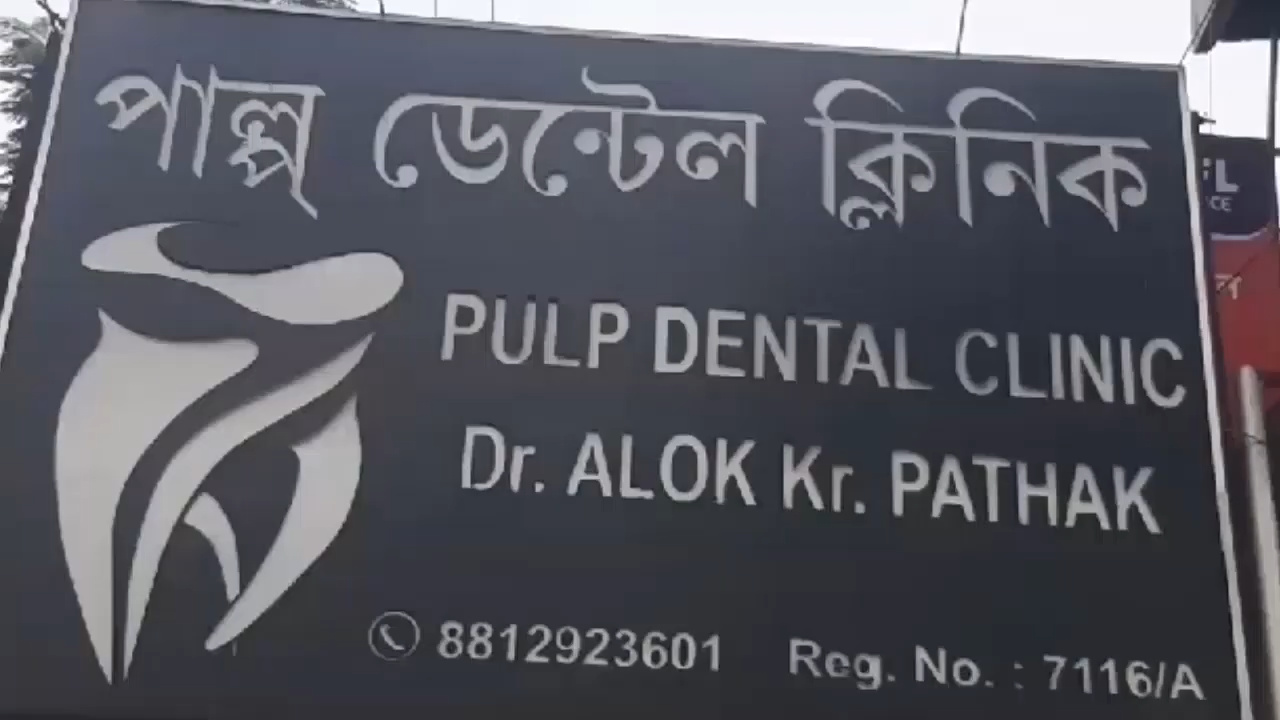 পাল্প্ ডেন্টেল ক্লিনিক
PULP DENTAL CLINIC
Dr. ALOK Kr. PATHAK
8812923601 Reg. No. : 7116/A